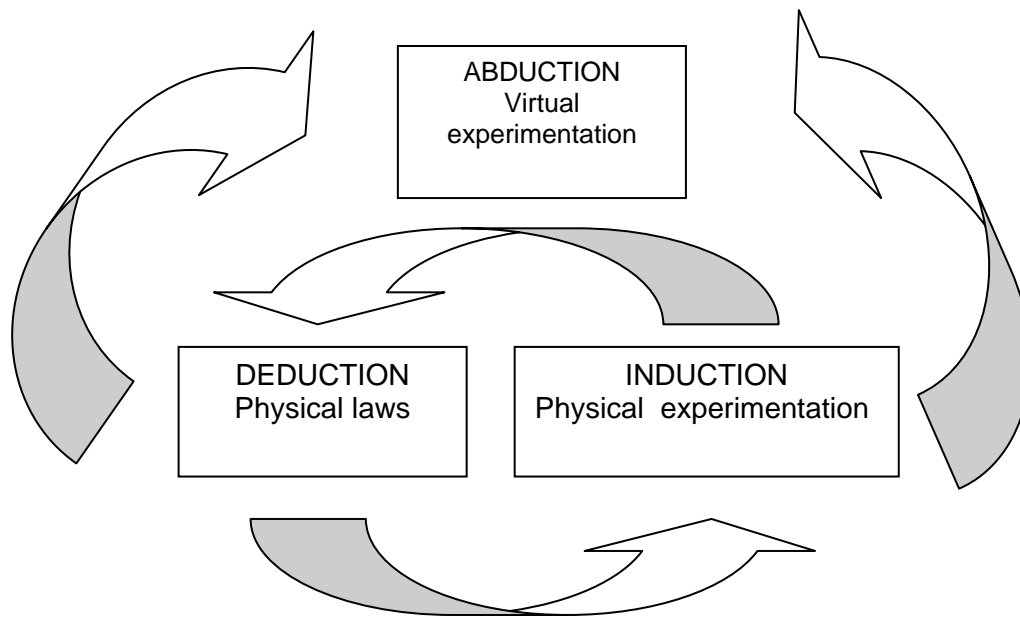 ABDUCTION
Virtual
experimentation
DEDUCTION
Physical laws
INDUCTION
Physical  experimentation